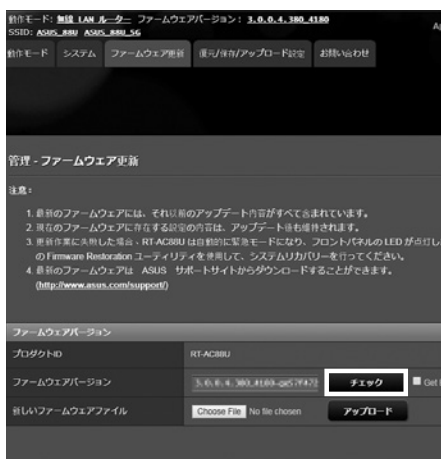 動作モード: 無線 LAN ルーター ファームウェアバージョン: 3.0.0.4.380_4180
SSID: ASUS_88U ASUS_88U_5G
動作モード システム ファームウェア更新 復元/保存/アップロード設定 お問い合わせ
管理 - ファームウェア更新
注意：
1. 最新のファームウェアには、それ以前のアップデート内容がすべて含まれています。
2. 現在のファームウェアに存在する設定の内容は、アップデート後も維持されます。
3. 更新作業に失敗した場合、RT-AC88U は自動的に緊急モードになり、フロントパネルの LED が点灯し
の Firmware Restoration ユーティリティを使用して、システムリカバリーを行ってください。
4. 最新のファームウェアは ASUS サポートサイトからダウンロードすることができます。
(http://www.asus.com/support/)
ファームウェアバージョン
プロダクトID RT-AC88U
ファームウェアバージョン チェック Get
新しいファームウェアファイル Choose File No file chosen アップロード